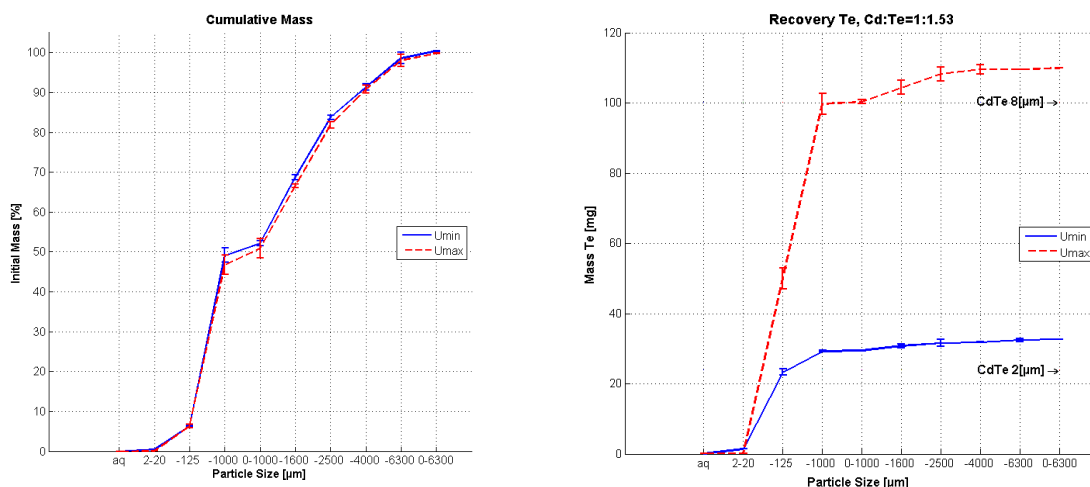 Cumulative Mass
100
90
80
70
60
50
40
30
20
10
0
Initial Mass [%]
Umin
Umax
aq 2-20 -125 -1000 0-1000 -1600 -2500 -4000 -6300 0-6300
Particle Size [µm]
Recovery Te, Cd:Te=1:1.53
120
100
80
60
40
20
0
Mass Te [mg]
CdTe 8[µm] →
Umin
Umax
CdTe 2[µm] →
aq 2-20 -125 -1000 0-1000 -1600 -2500 -4000 -6300 0-6300
Particle Size [µm]